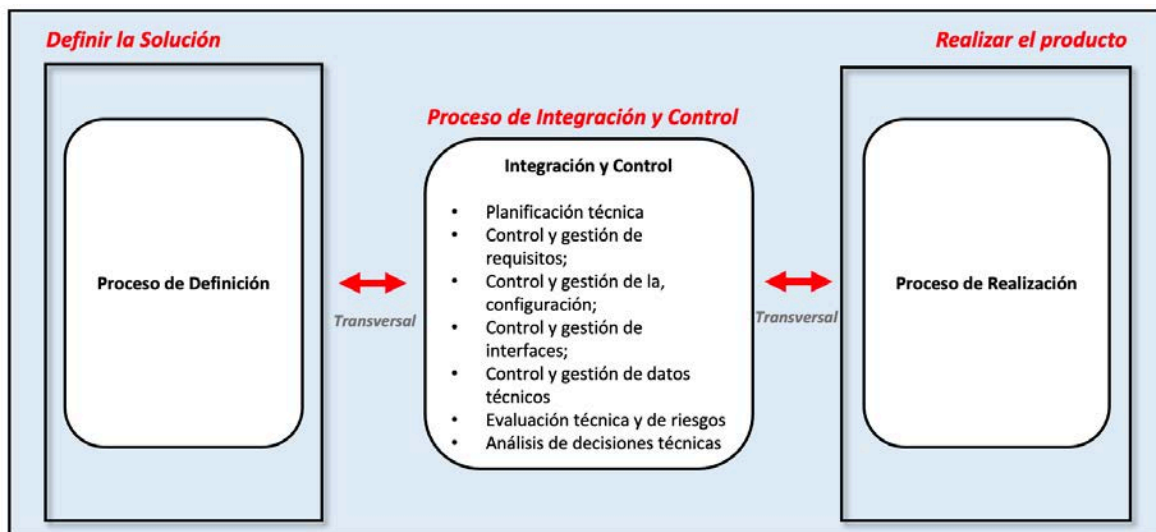 Definir la Solución
Realizar el producto
Proceso de Integración y Control
Integración y Control
• Planificación técnica
• Control y gestión de
requisitos;
• Control y gestión de la,
configuración;
• Control y gestión de
interfaces;
• Control y gestión de datos
técnicos
• Evaluación técnica y de riesgos
• Análisis de decisiones técnicas
Proceso de Definición
Transversal
Transversal
Proceso de Realización